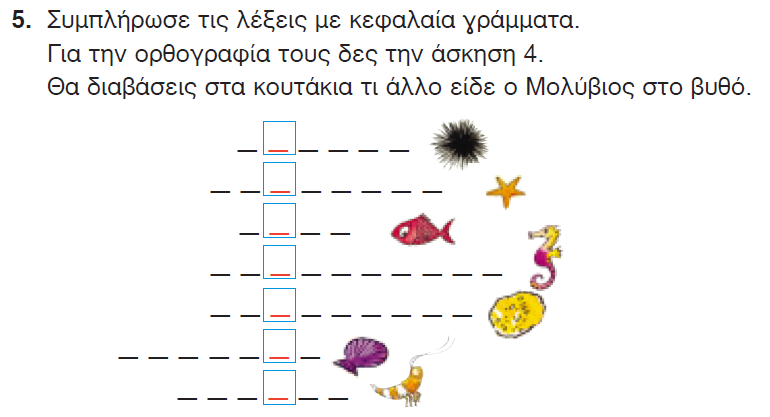 5. Συμπλήρωσε τις λέξεις με κεφαλαία γράμματα.
Για την ορθογραφία τους δες την άσκηση 4.
Θα διαβάσεις στα κουτάκια τι άλλο είδε ο Μολύβιος στο βυθό.